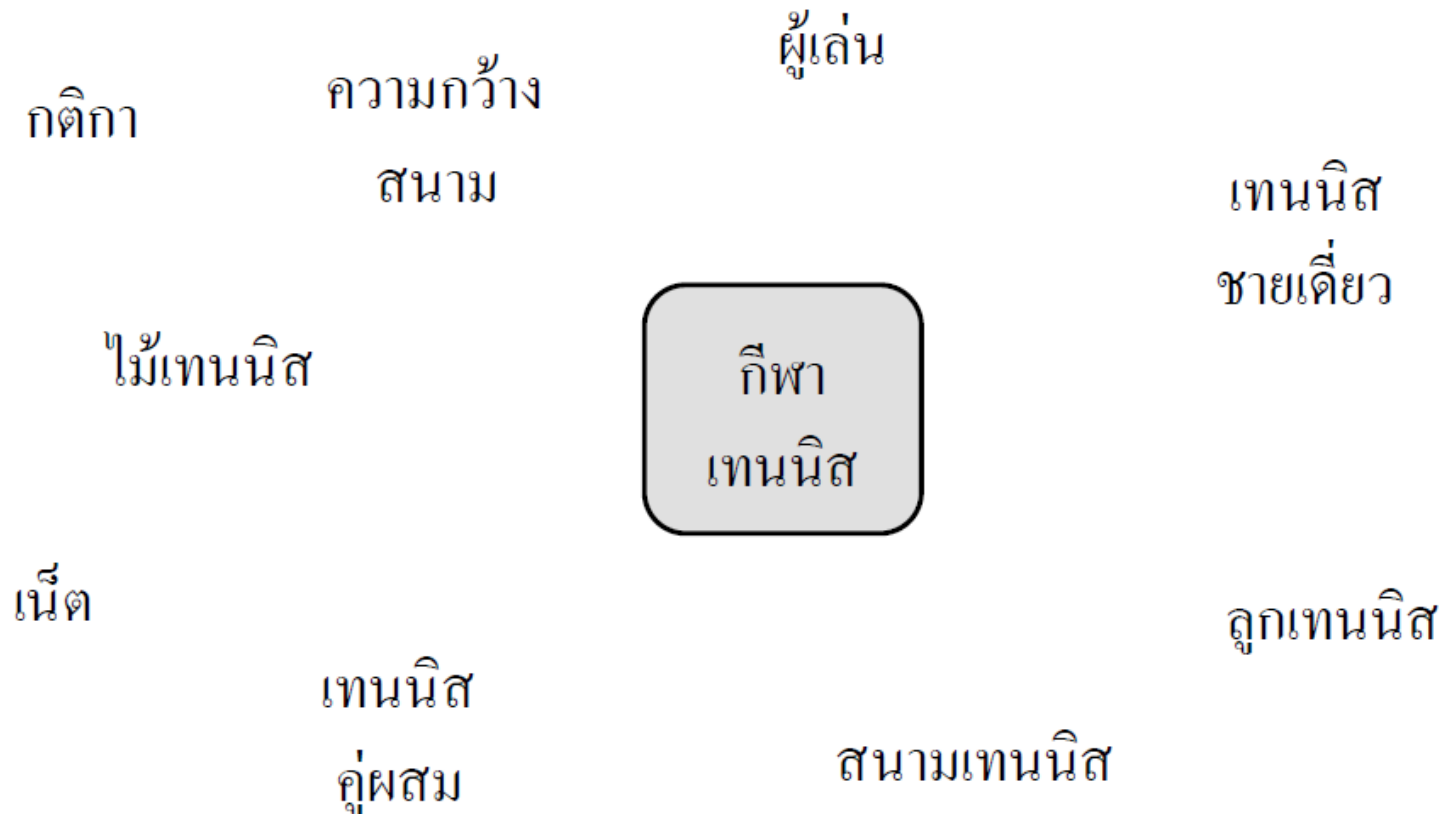 ผู้เล่น
กติกา
ความกว้าง
สนาม
เทนนิส
ชายเดี่ยว
ไม้เทนนิส
กีฬา
เทนนิส
เน็ต
ลูกเทนนิส
เทนนิส
คู่ผสม
สนามเทนนิส